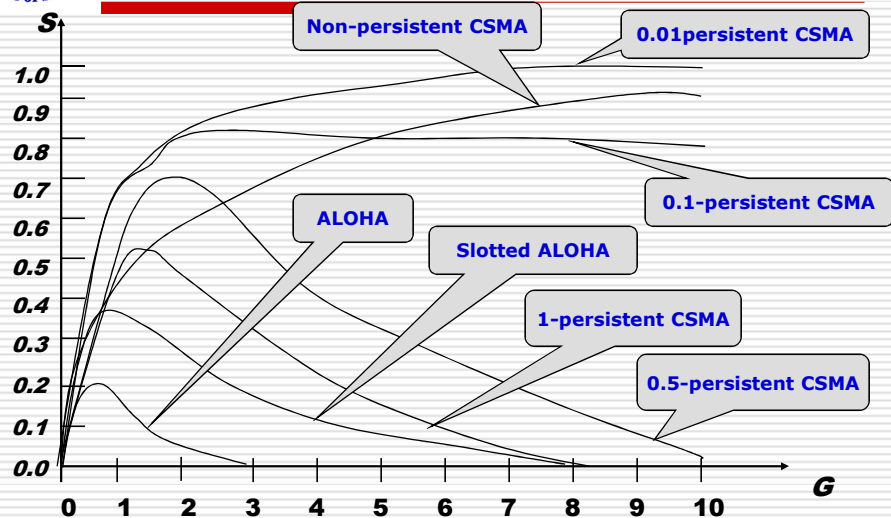 S
Non-persistent CSMA
0.01persistent CSMA
1.0
0.9
0.8
0.7
0.6
0.5
0.4
0.3
0.2
0.1
0.0
0.1-persistent CSMA
ALOHA
Slotted ALOHA
1-persistent CSMA
0.5-persistent CSMA
0 1 2 3 4 5 6 7 8 9 10
G